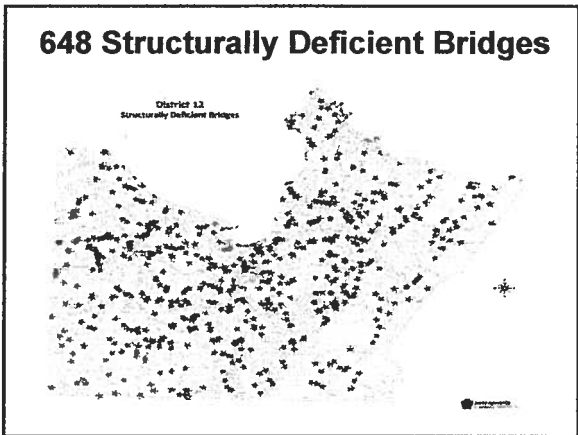 648 Structurally Deficient Bridges
District 12
Structurally Deficient Bridges